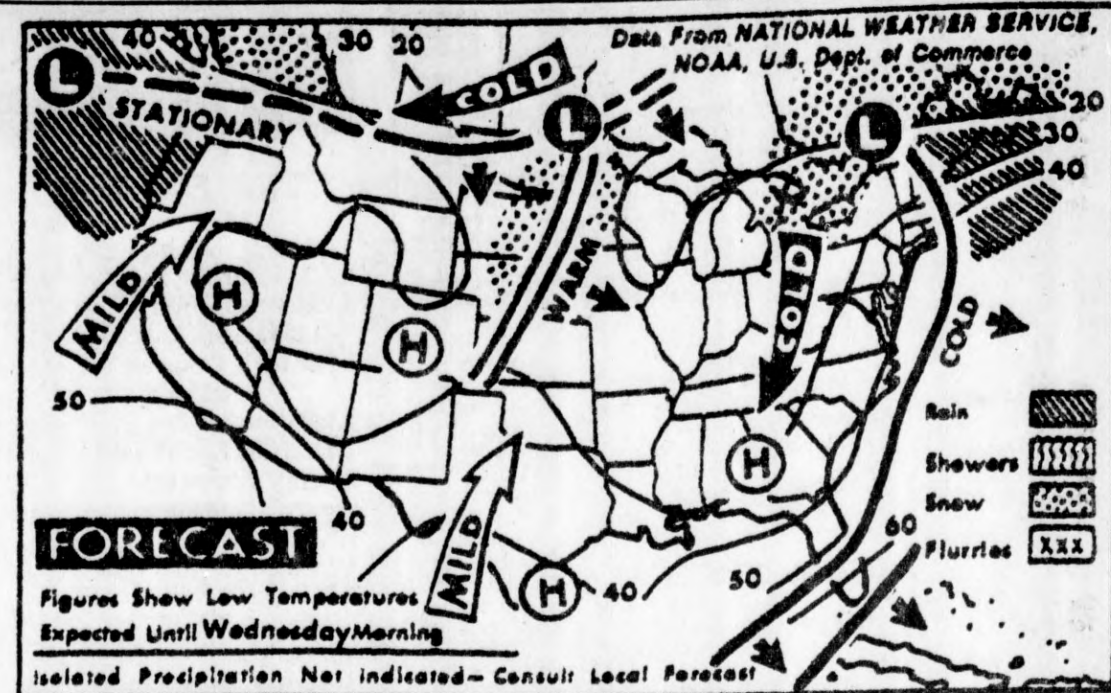 Data From NATIONAL WEATHER SERVICE,
NOAA, U.S. Dept. of Commerce
40
30 20
COLD
L
L
L
STATIONARY
20
30
40
MILD
H
H
WARM
COLD
COLD
50
40
H
MILD
H
40
50
60
Rain
Showers
Snow
Flurries
XXX
FORECAST
Figures Show Low Temperatures
Expected Until Wednesday Morning
Isolated Precipitation Not Indicated— Consult Local Forecast